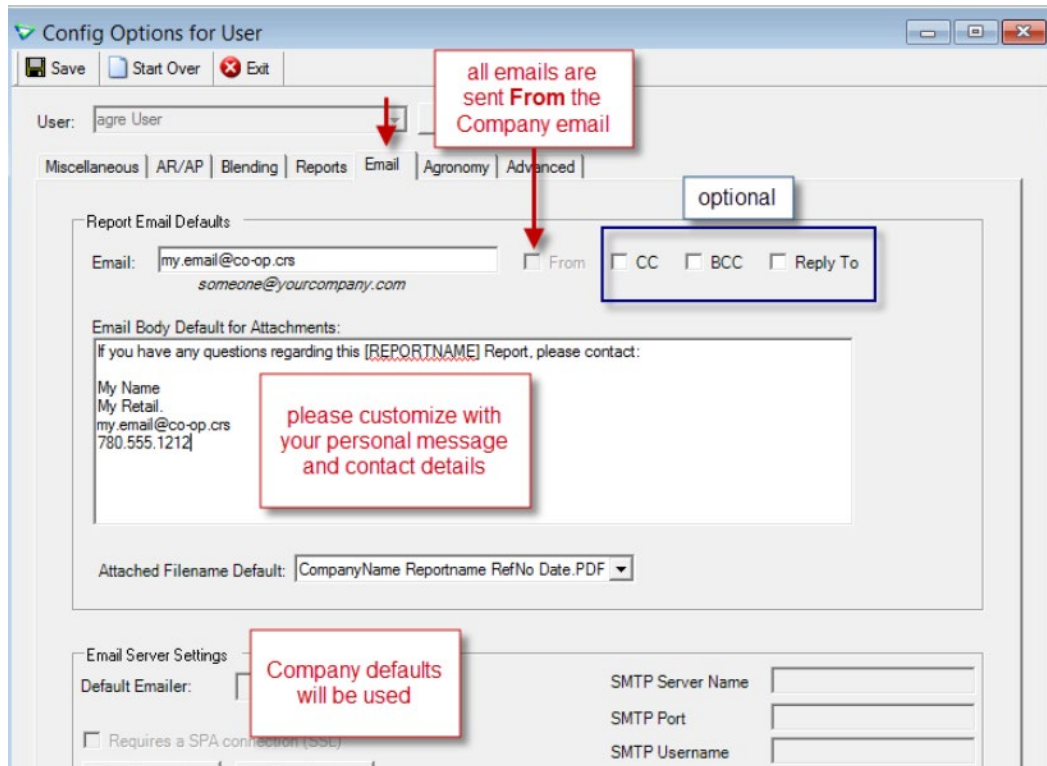 Config Options for User
Save Start Over Exit
all emails are
sent From the
Company email
User: agre User
Miscellaneous AR/AP Blending Reports Email Agronomy Advanced
optional
Report Email Defaults
Email: my.email@co-op.crs From CC BCC Reply To
someone@yourcompany.com
Email Body Default for Attachments:
If you have any questions regarding this [REPORTNAME] Report, please contact:
My Name
My Retail.
my.email@co-op.crs
780.555.1212
please customize with
your personal message
and contact details
Attached Filename Default: CompanyName Reportname RefNo Date.PDF
Email Server Settings
Default Emailer:
Company defaults
will be used
SMTP Server Name
SMTP Port
Requires a SPA connection (SSL)
SMTP Username